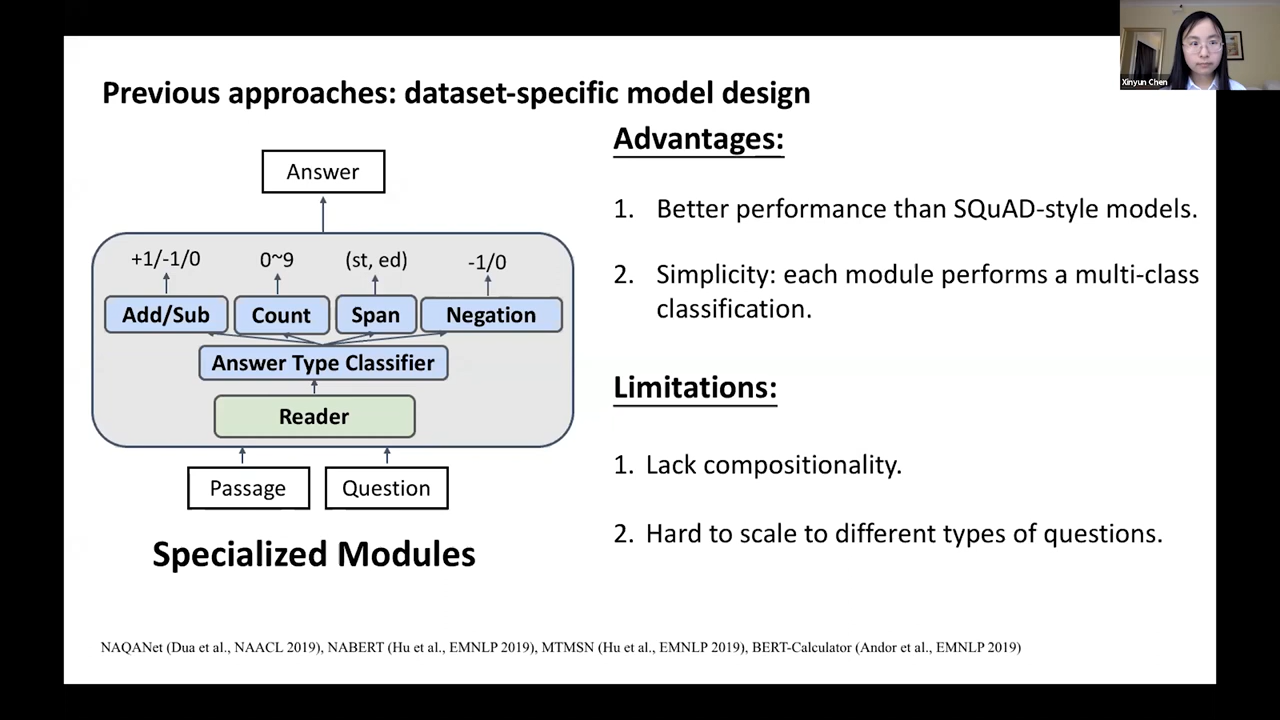 Previous approaches: dataset-specific model design
Answer
+1/-1/0
0~9
(st, ed)
-1/0
Add/Sub
Count
Span
Negation
Answer Type Classifier
Reader
Passage
Question
Specialized Modules
Advantages:
1. Better performance than SQuAD-style models.
2. Simplicity: each module performs a multi-class
classification.
Limitations:
1. Lack compositionality.
2. Hard to scale to different types of questions.
NAQANet (Dua et al., NAACL 2019), NABERT (Hu et al., EMNLP 2019), MTMSN (Hu et al., EMNLP 2019), BERT-Calculator (Andor et al., EMNLP 2019)
Xinyun Chen